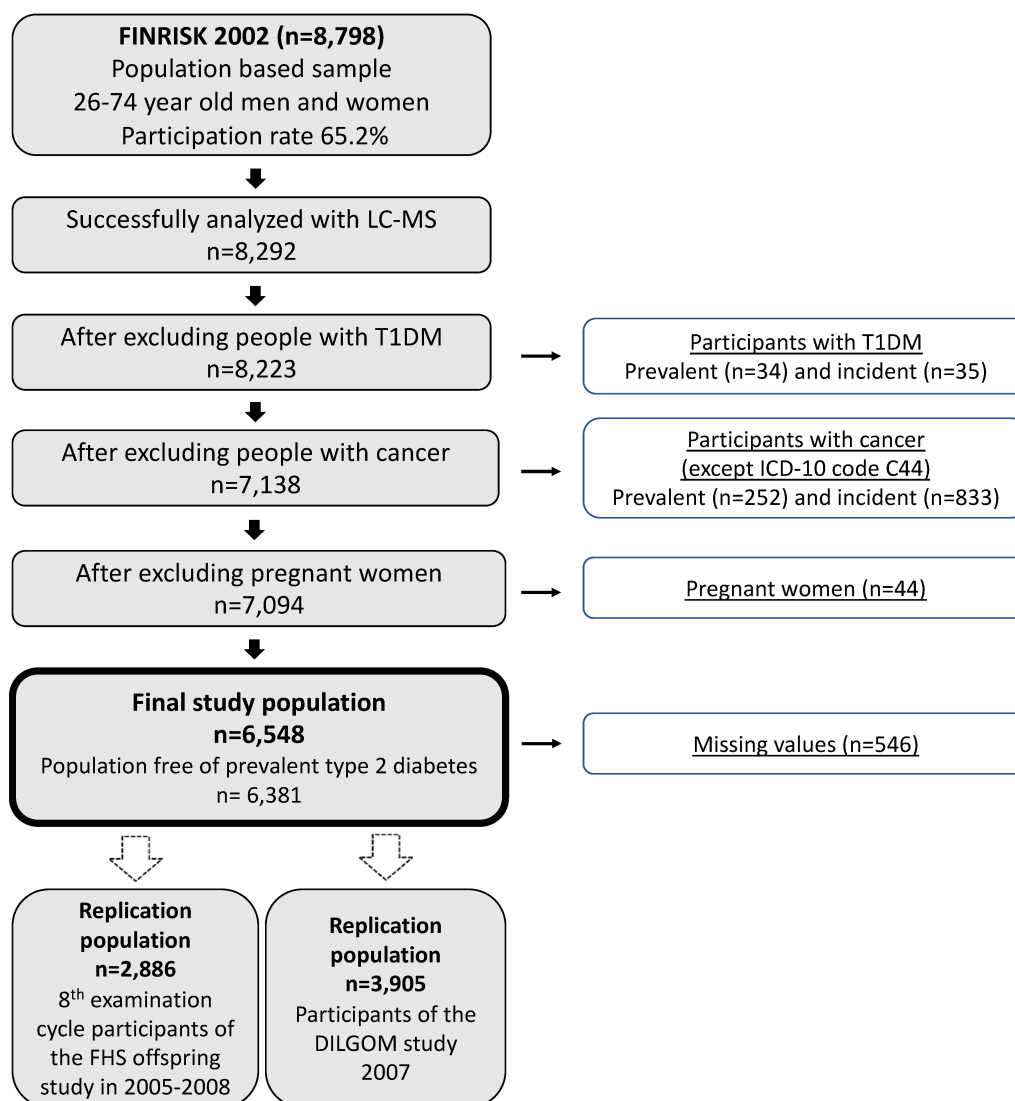 FINRISK 2002 (n=8,798)
Population based sample
26-74 year old men and women
Participation rate 65.2%
Successfully analyzed with LC-MS
n=8,292
After excluding people with T1DM
n=8,223
Participants with T1DM
Prevalent (n=34) and incident (n=35)
After excluding people with cancer
n=7,138
Participants with cancer
(except ICD-10 code C44)
Prevalent (n=252) and incident (n=833)
After excluding pregnant women
n=7,094
Pregnant women (n=44)
Final study population
n=6,548
Population free of prevalent type 2 diabetes
n= 6,381
Missing values (n=546)
Replication
population
n=2,886
8th examination
cycle participants of
the FHS offspring
study in 2005-2008
Replication
population
n=3,905
Participants of the
DILGOM study
2007